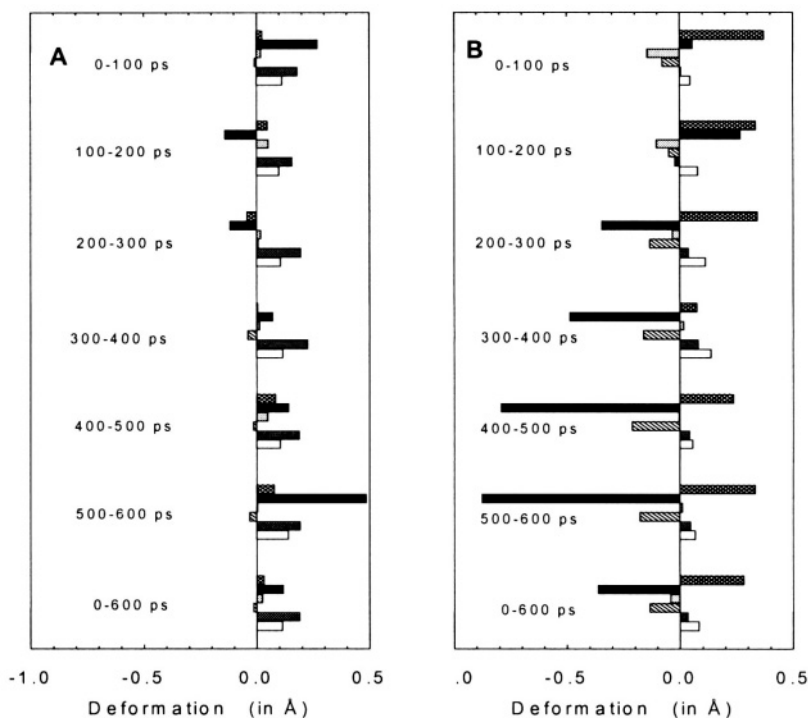 A
0-100 ps
100-200 ps
200-300 ps
300-400 ps
400-500 ps
500-600 ps
0-600 ps
-1.0 -0.5 0.0 0.5
Deformation (in Å)
B
0-100 ps
100-200 ps
200-300 ps
300-400 ps
400-500 ps
500-600 ps
0-600 ps
.0 -0.5 0.0 0.5
Deformation (in Å)